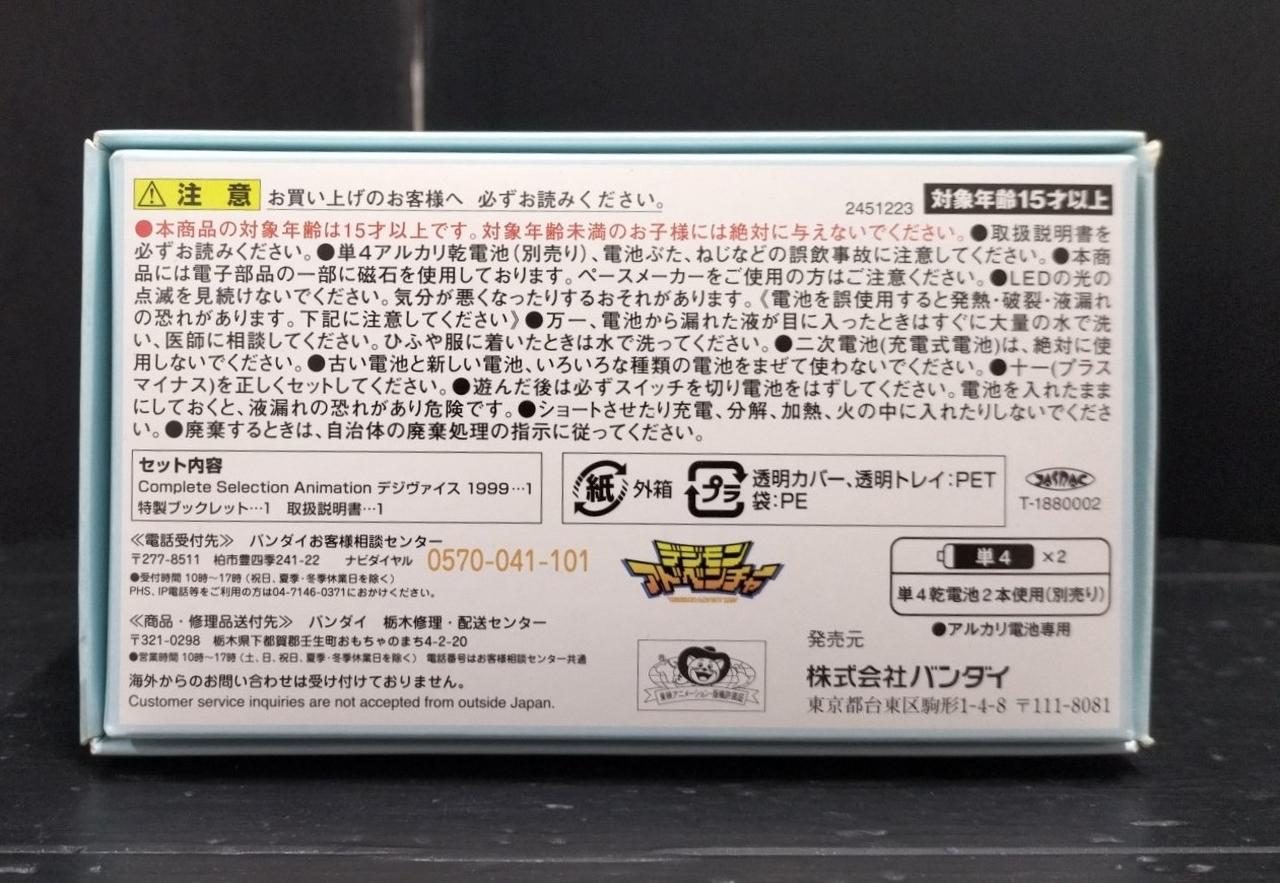 注 意 お買い上げのお客様へ 必ずお読みください。
2451223 対象年齢15才以上
●本商品の対象年齢は15才以上です。対象年齢未満のお子様には絶対に与えないでください。●取扱説明書を
必ずお読みください。●単4アルカリ乾電池(別売り)、電池ぶた、ねじなどの誤飲事故に注意してください。●本商
品には電子部品の一部に磁石を使用しております。ペースメーカーをご使用の方はご注意ください。●LEDの光の
点滅を見続けないでください。気分が悪くなったりするおそれがあります。《電池を誤使用すると発熱・破裂・液漏れ
の恐れがあります。下記に注意してください》●万一、電池から漏れた液が目に入ったときはすぐに大量の水で洗
い、医師に相談してください。ひふや服に着いたときは水で洗ってください。●二次電池(充電式電池)は、絶対に使
用しないでください。●古い電池と新しい電池、いろいろな種類の電池をまぜて使わないでください。●+-(プラス
マイナス)を正しくセットしてください。●遊んだ後は必ずスイッチを切り電池をはずしてください。電池を入れたまま
にしておくと、液漏れの恐れがあり危険です。●ショートさせたり充電、分解、加熱、火の中に入れたりしないでくださ
い。●廃棄するときは、自治体の廃棄処理の指示に従ってください。
セット内容
Complete Selection Animation デジヴァイス 1999…1
特製ブックレット…1 取扱説明書…1
紙 外箱
プラ 透明カバー、透明トレイ:PET
袋:PE
JASRAC
T-1880002
≪電話受付先≫ バンダイお客様相談センター
〒277-8511 柏市豊四季241-22 ナビダイヤル 0570-041-101
●受付時間 10時〜17時(祝日、夏季・冬季休業日を除く)
PHS、IP電話等をご利用の方は04-7146-0371におかけください。
≪商品・修理品送付先≫ バンダイ 栃木修理・配送センター
〒321-0298 栃木県下都賀郡壬生町おもちゃのまち4-2-20
●営業時間 10時〜17時(土、日、祝日、夏季・冬季休業日を除く) 電話番号はお客様相談センター共通
海外からのお問い合わせは受け付けておりません。
Customer service inquiries are not accepted from outside Japan.
デジモン
アドベンチャー
東映アニメーション・版権許諾証
単4 ×2
単4乾電池2本使用(別売り)
●アルカリ電池専用
発売元
株式会社バンダイ
東京都台東区駒形1-4-8 〒111-8081